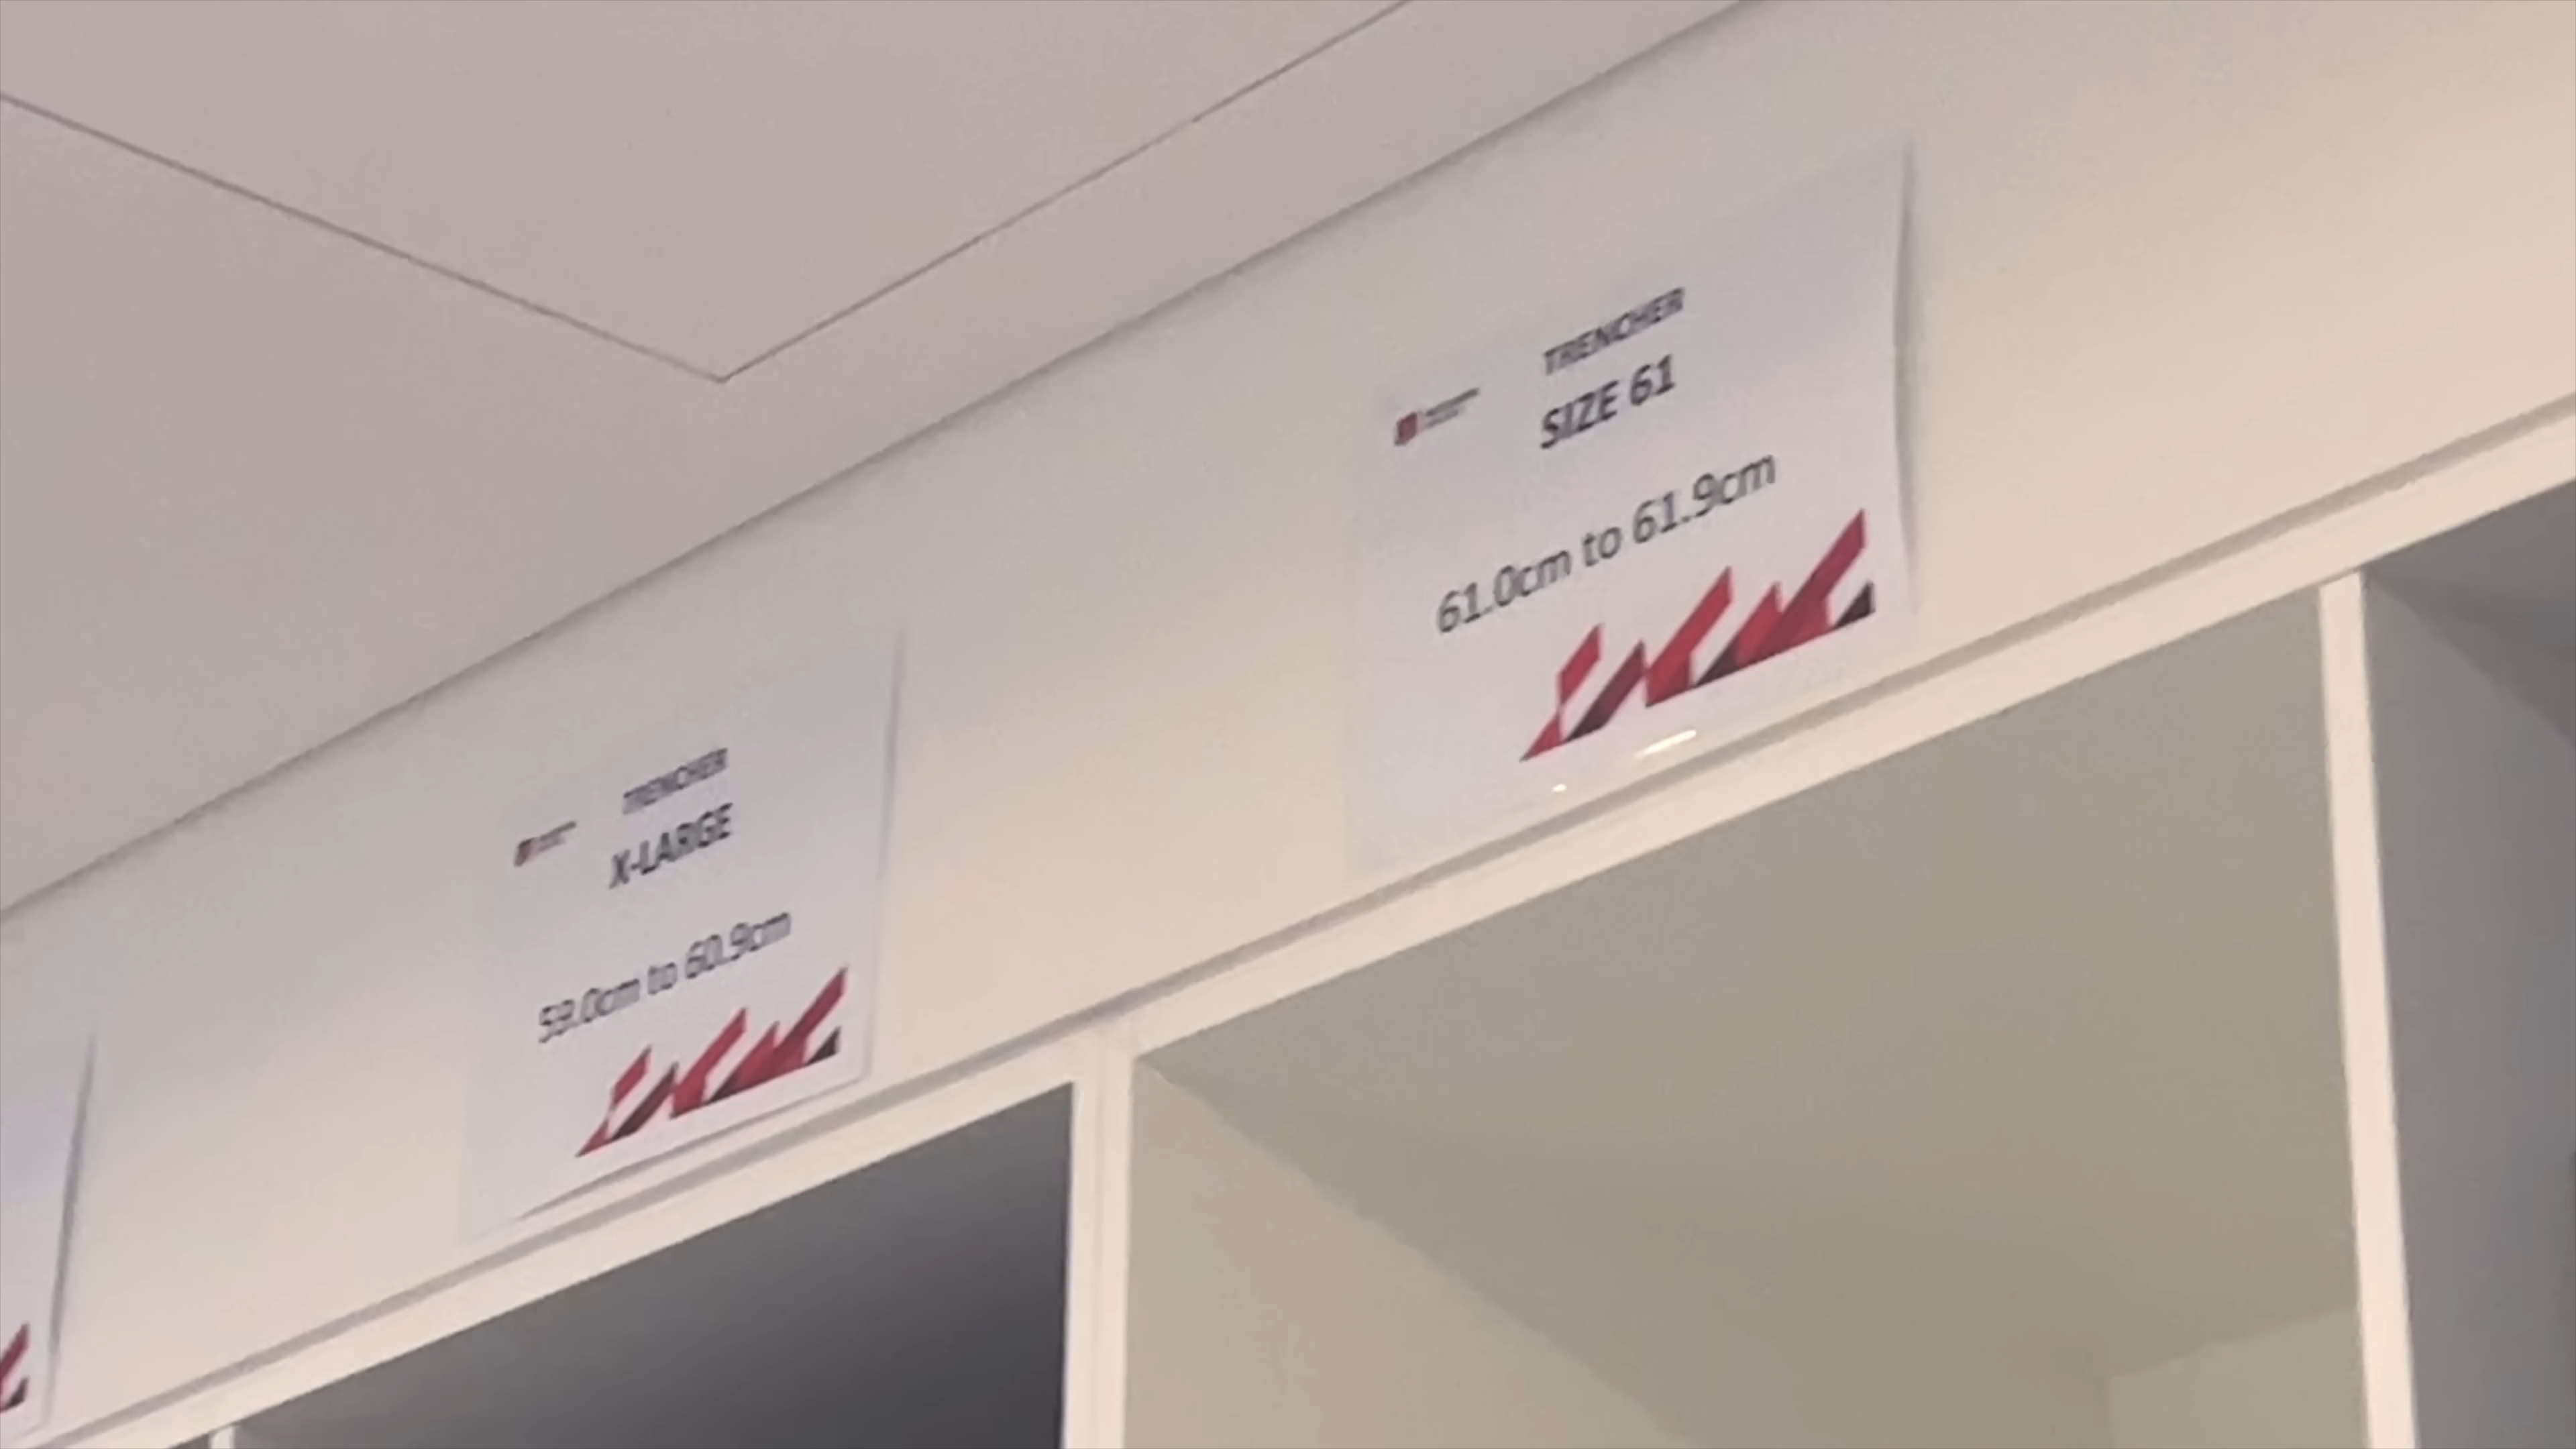 TRENCHER
X-LARGE
59.0cm to 60.9cm
TRENCHER
SIZE 61
61.0cm to 61.9cm